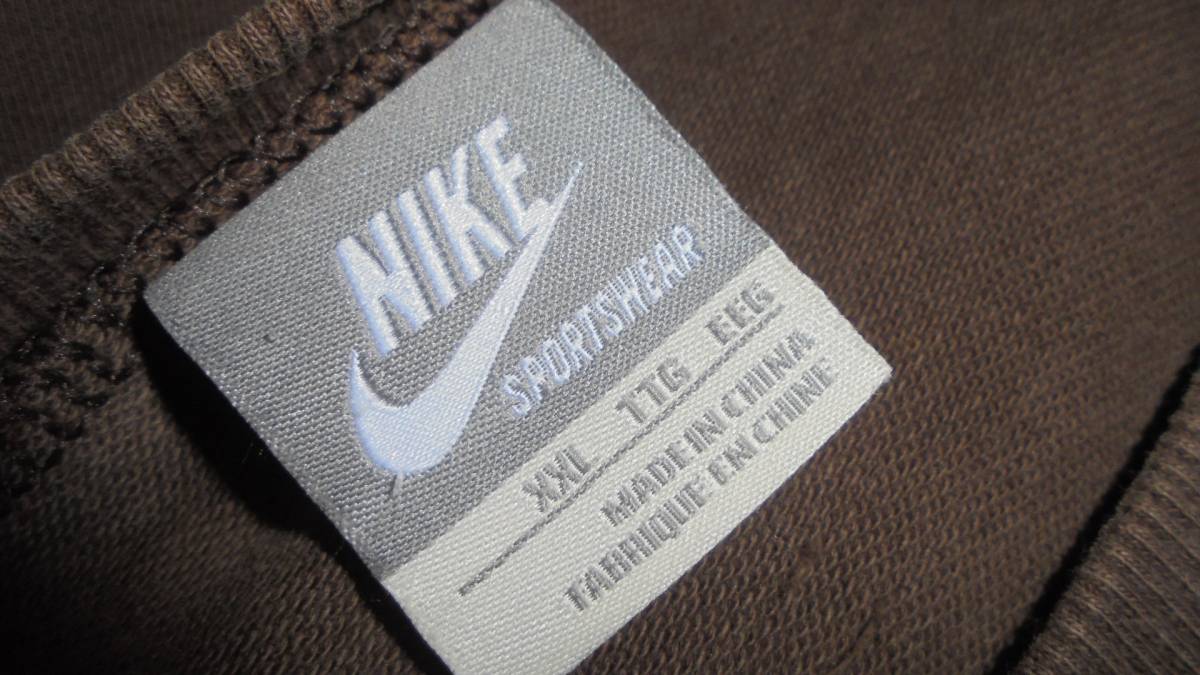 NIKE
SPORTSWEAR
XXL TTG EEG
MADE IN CHINA
FABRIQUE EN CHINE